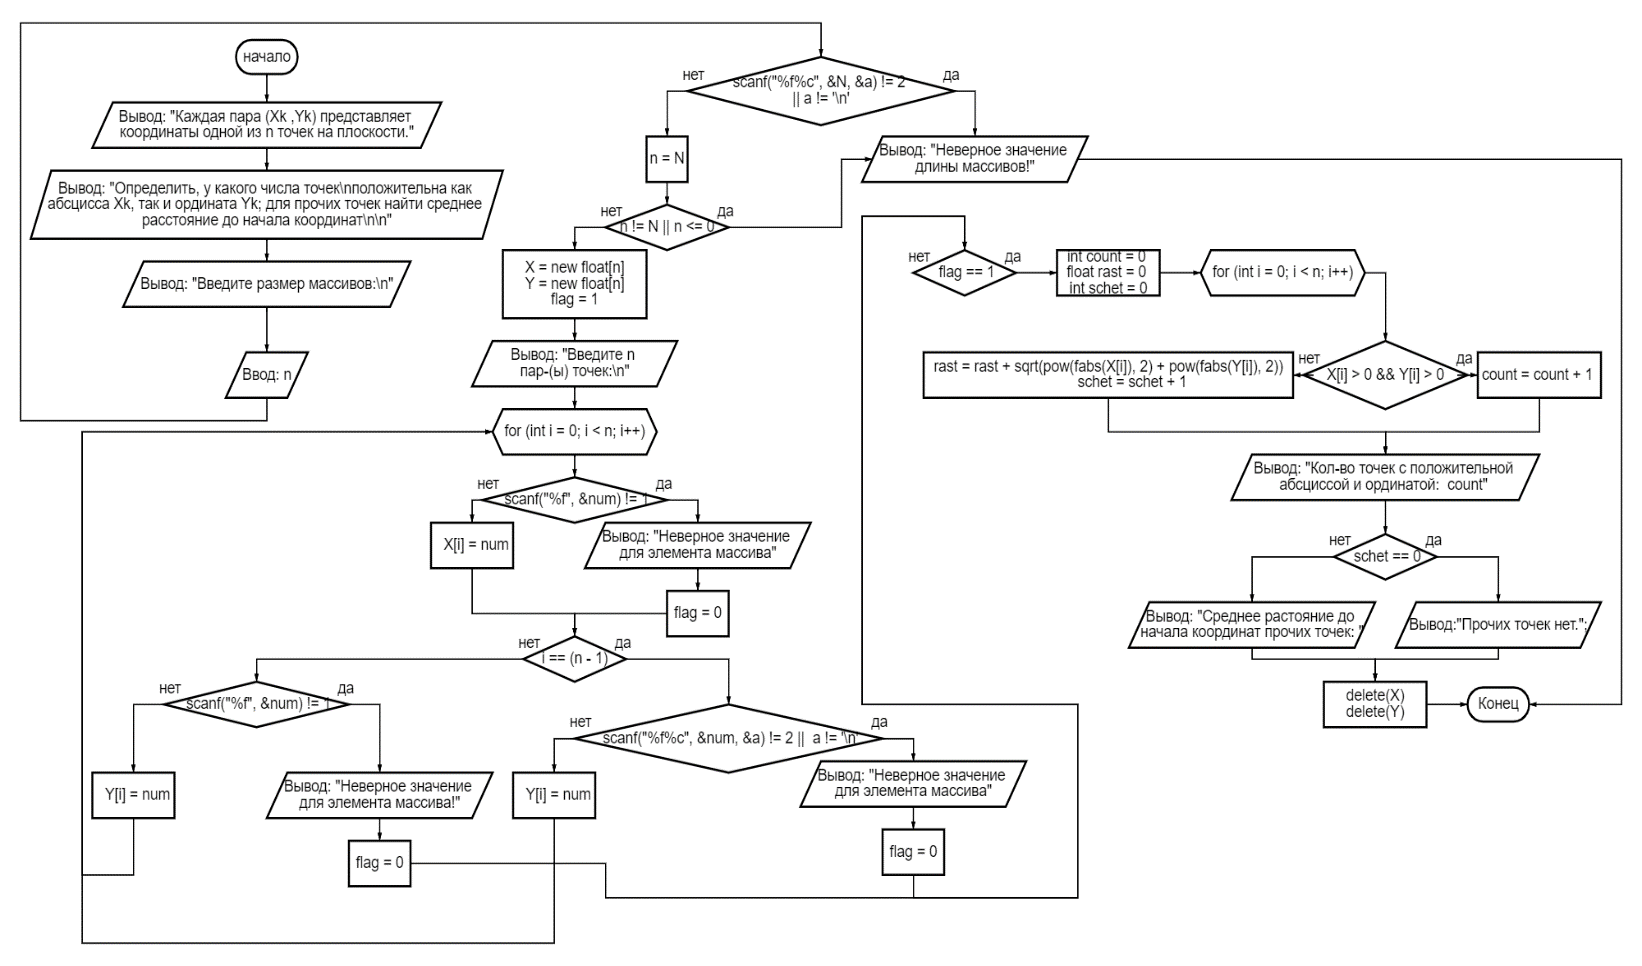 начало
Вывод: "Каждая пара (Xk ,Yk) представляет
координаты одной из n точек на плоскости."
Вывод: "Определить, у какого числа точек\nположительна как
абсцисса Xk, так и ордината Yk; для прочих точек найти среднее
расстояние до начала координат\n\n"
Вывод: "Введите размер массивов:\n"
Ввод: n
нет
да
scanf("%f%c", &N, &a) != 2
|| a != '\n'
n = N
Вывод: "Неверное значение
длины массивов!"
нет
да
n != N || n <= 0
X = new float[n]
Y = new float[n]
flag = 1
Вывод: "Введите n
пар-(ы) точек:\n"
for (int i = 0; i < n; i++)
нет
да
scanf("%f", &num) != 1
X[i] = num
Вывод: "Неверное значение
для элемента массива"
flag = 0
нет
да
i == (n - 1)
нет
да
scanf("%f", &num) != 1
Y[i] = num
Вывод: "Неверное значение
для элемента массива!"
flag = 0
нет
да
scanf("%f%c", &num, &a) != 2 ||  a != '\n'
Y[i] = num
Вывод: "Неверное значение
для элемента массива"
flag = 0
нет
да
flag == 1
int count = 0
float rast = 0
int schet = 0
for (int i = 0; i < n; i++)
нет
да
X[i] > 0 && Y[i] > 0
rast = rast + sqrt(pow(fabs(X[i]), 2) + pow(fabs(Y[i]), 2))
schet = schet + 1
count = count + 1
Вывод: "Кол-во точек с положительной
абсциссой и ординатой:  count"
нет
да
schet == 0
Вывод: "Среднее растояние до
начала координат прочих точек: "
Вывод:"Прочих точек нет.";
delete(X)
delete(Y)
Конец